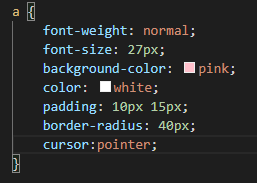 a {
font-weight: normal;
font-size: 27px;
background-color: pink;
color: white;
padding: 10px 15px;
border-radius: 40px;
cursor:pointer;
}